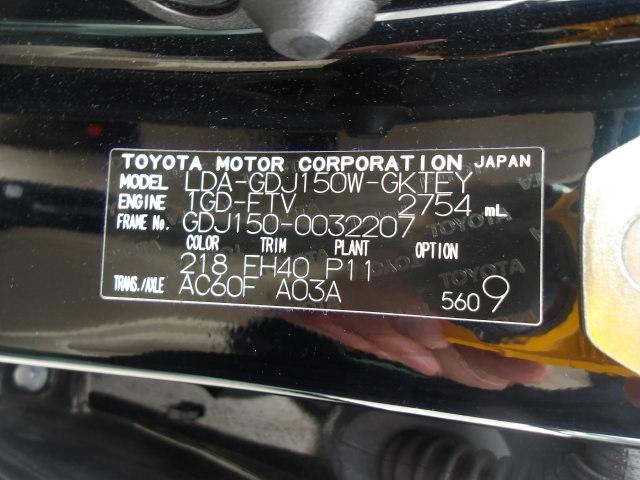 TOYOTA MOTOR CORPORATION JAPAN
MODEL LDA-GDJ150W-GKTEY
ENGINE 1GD-FTV 2754 mL
FRAME No. GDJ150-0032207
COLOR TRIM PLANT OPTION
218 FH40 P11
TRANS./AXLE AC60F A03A
5609